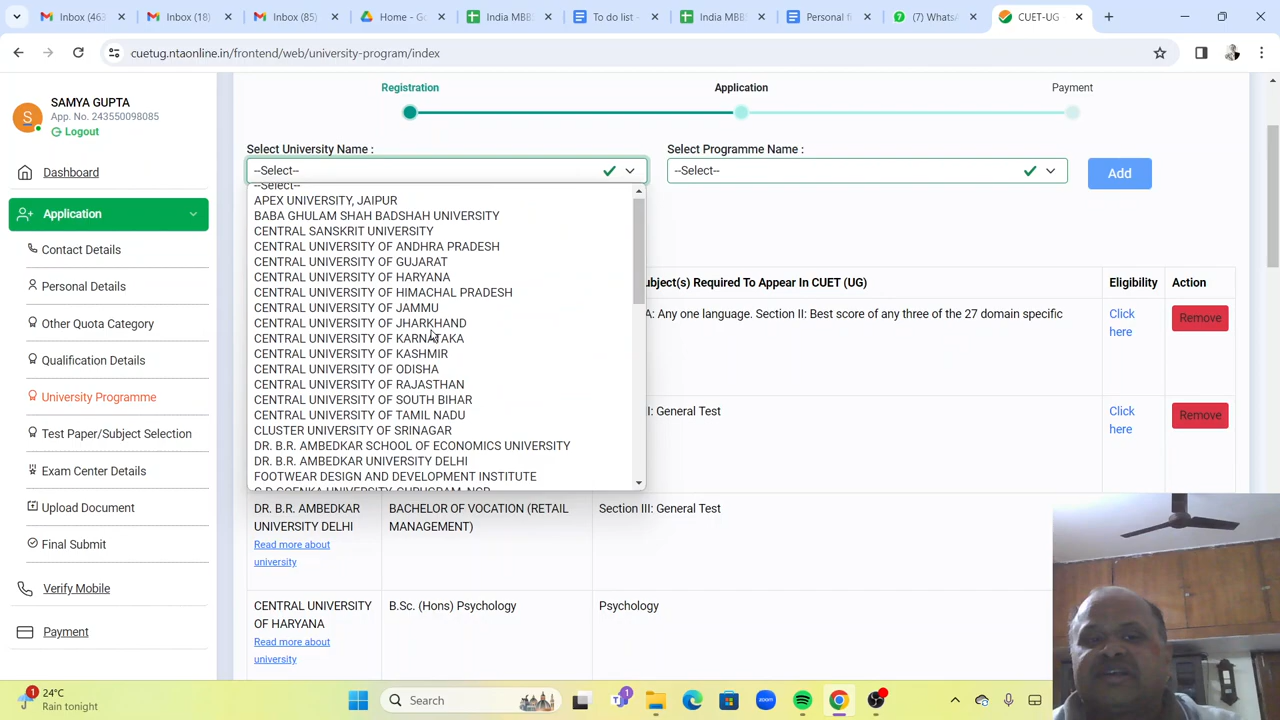 Inbox (463
Inbox (18)
Inbox (85)
Home - Go
India MBBS
To do list -
India MBBS
Personal fi
(7) WhatsA
CUET-UG
cuetug.ntaonline.in/frontend/web/university-program/index
SAMYA GUPTA
App. No. 243550098085
Logout
Dashboard
Application
Contact Details
Personal Details
Other Quota Category
Qualification Details
University Programme
Test Paper/Subject Selection
Exam Center Details
Upload Document
Final Submit
Verify Mobile
Payment
Registration
Application
Payment
Select University Name :
Select Programme Name :
--Select--
--Select--
Add
--Select--
APEX UNIVERSITY, JAIPUR
BABA GHULAM SHAH BADSHAH UNIVERSITY
CENTRAL SANSKRIT UNIVERSITY
CENTRAL UNIVERSITY OF ANDHRA PRADESH
CENTRAL UNIVERSITY OF GUJARAT
CENTRAL UNIVERSITY OF HARYANA
CENTRAL UNIVERSITY OF HIMACHAL PRADESH
CENTRAL UNIVERSITY OF JAMMU
CENTRAL UNIVERSITY OF JHARKHAND
CENTRAL UNIVERSITY OF KARNATAKA
CENTRAL UNIVERSITY OF KASHMIR
CENTRAL UNIVERSITY OF ODISHA
CENTRAL UNIVERSITY OF RAJASTHAN
CENTRAL UNIVERSITY OF SOUTH BIHAR
CENTRAL UNIVERSITY OF TAMIL NADU
CLUSTER UNIVERSITY OF SRINAGAR
DR. B.R. AMBEDKAR SCHOOL OF ECONOMICS UNIVERSITY
DR. B.R. AMBEDKAR UNIVERSITY DELHI
FOOTWEAR DESIGN AND DEVELOPMENT INSTITUTE
ubject(s) Required To Appear In CUET (UG)
Eligibility
Action
A: Any one language. Section II: Best score of any three of the 27 domain specific
Click
here
Remove
I: General Test
Click
here
Remove
DR. B.R. AMBEDKAR
UNIVERSITY DELHI
Read more about
university
BACHELOR OF VOCATION (RETAIL
MANAGEMENT)
Section III: General Test
CENTRAL UNIVERSITY
OF HARYANA
Read more about
university
B.Sc. (Hons) Psychology
Psychology
1
24°C
Rain tonight
Search
1
zoom